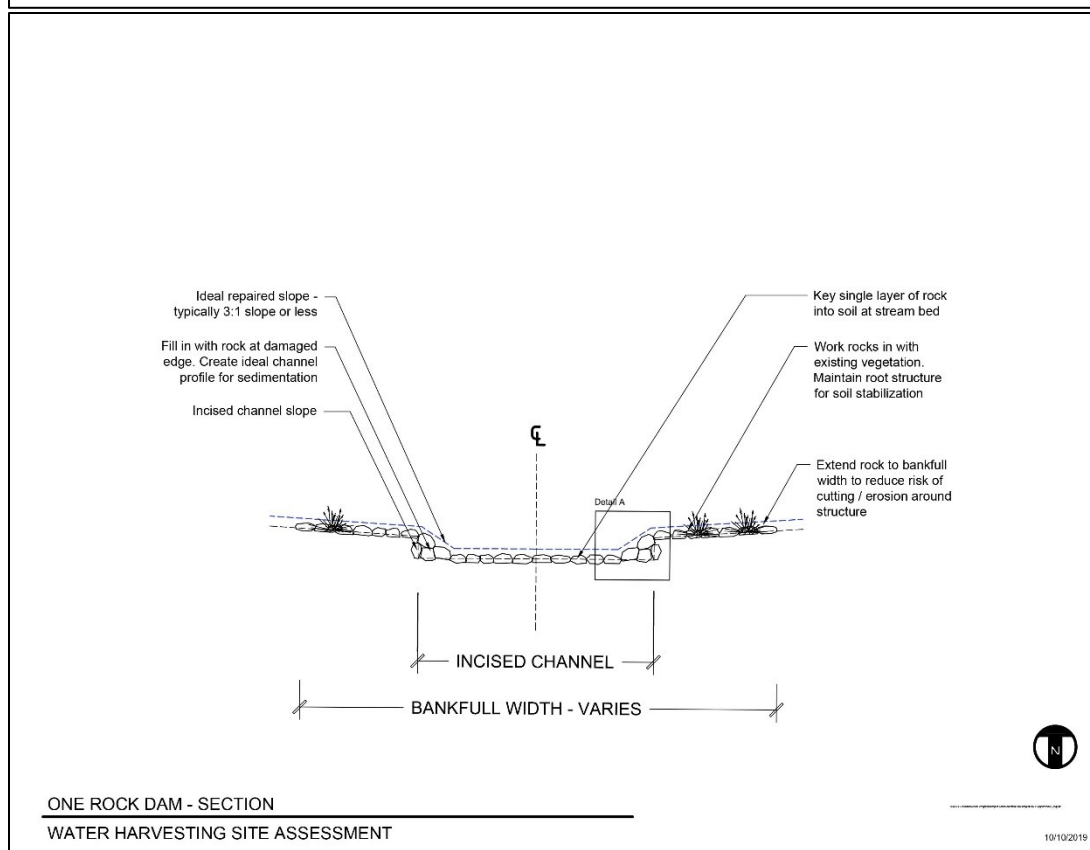 Ideal repaired slope -
typically 3:1 slope or less
Fill in with rock at damaged
edge. Create ideal channel
profile for sedimentation
Incised channel slope
Key single layer of rock
into soil at stream bed
Work rocks in with
existing vegetation.
Maintain root structure
for soil stabilization
Extend rock to bankfull
width to reduce risk of
cutting / erosion around
structure
℄
Detail A
INCISED CHANNEL
BANKFULL WIDTH - VARIES
N
ONE ROCK DAM - SECTION
WATER HARVESTING SITE ASSESSMENT
10/10/2019